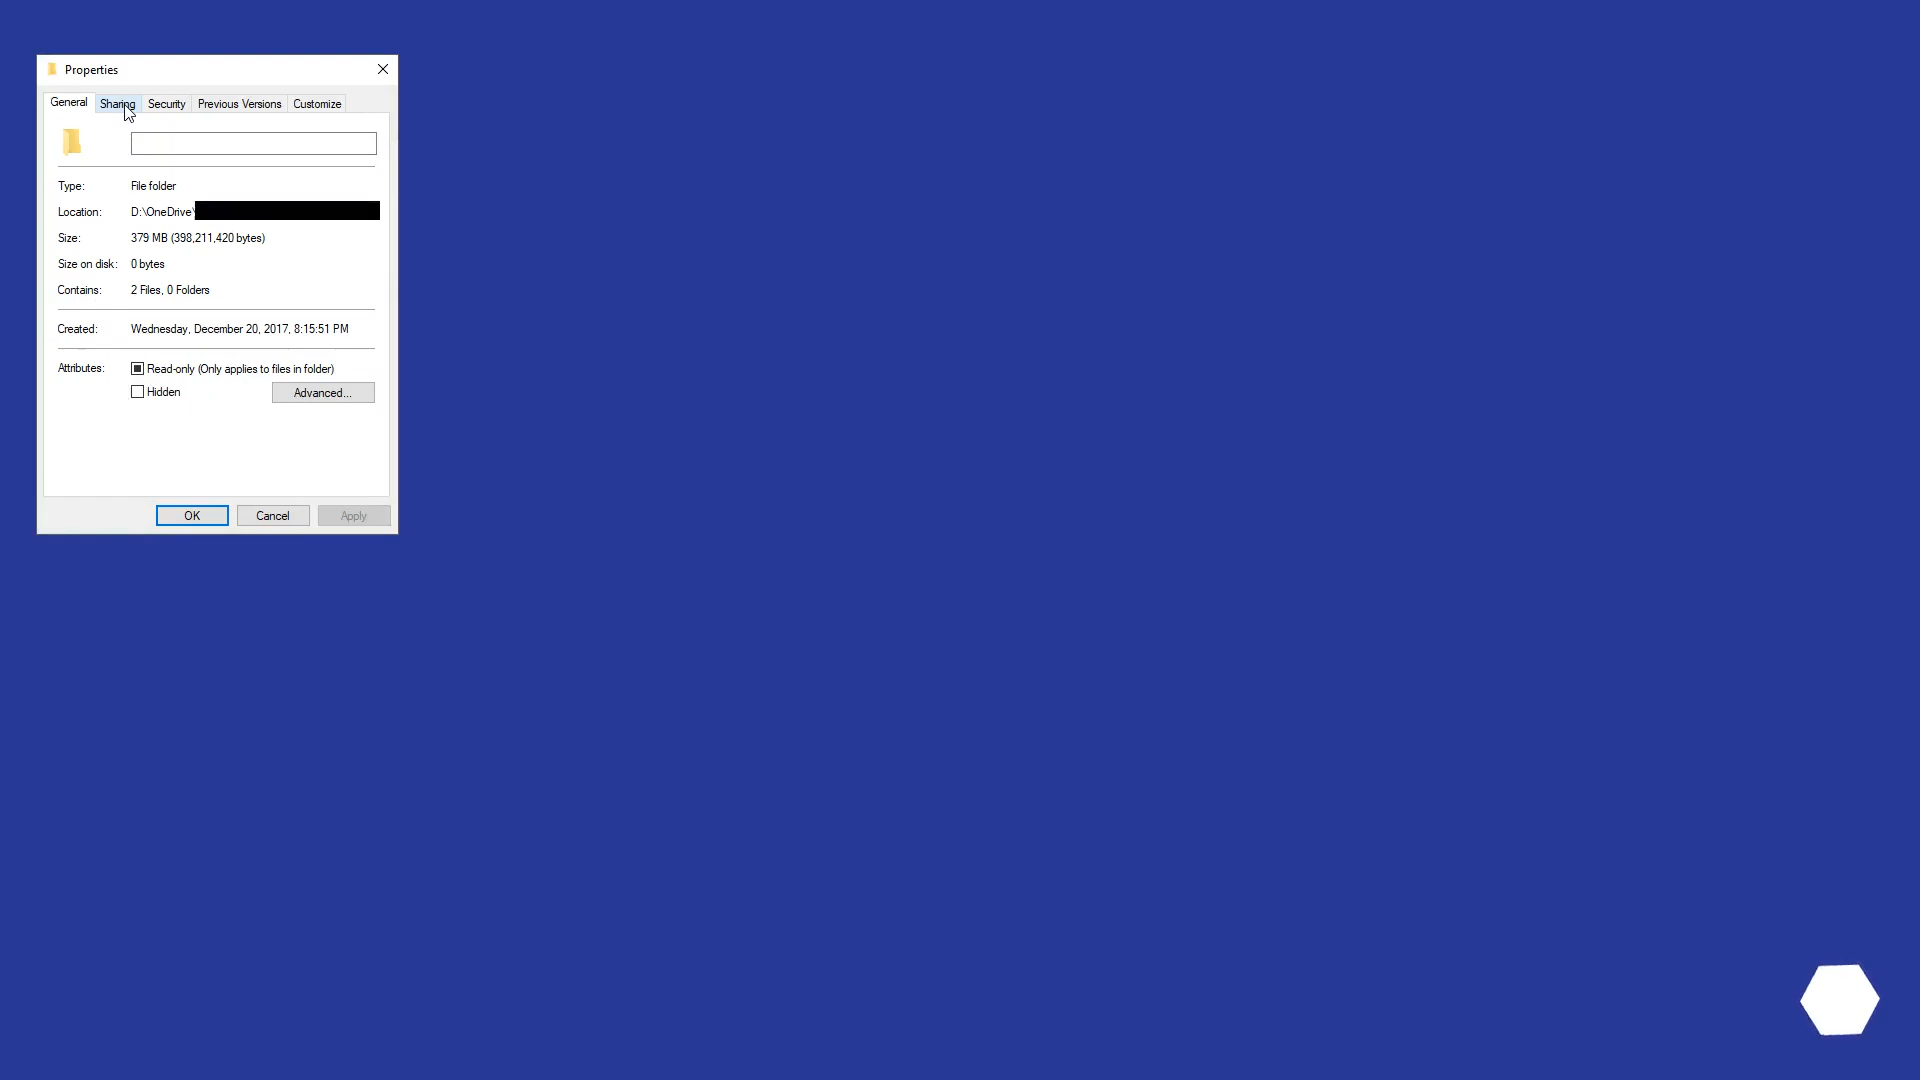 Properties
General Sharing Security Previous Versions Customize
Type: File folder
Location: D:\OneDrive\
Size: 379 MB (398,211,420 bytes)
Size on disk: 0 bytes
Contains: 2 Files, 0 Folders
Created: Wednesday, December 20, 2017, 8:15:51 PM
Attributes: Read-only (Only applies to files in folder)
Hidden Advanced...
OK Cancel Apply